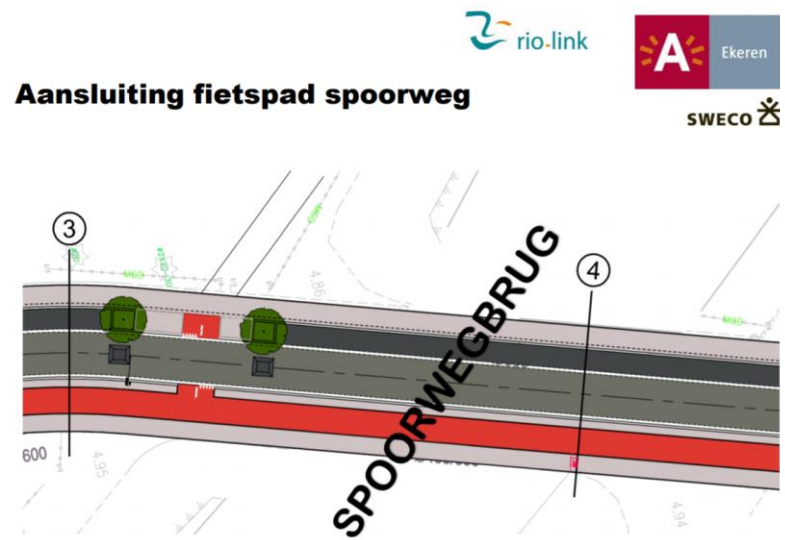 rio-link
A
Ekeren
Aansluiting fietspad spoorweg
SWECO
3
4
SPOORWEGBRUG
4.86
600
4.95
4.94